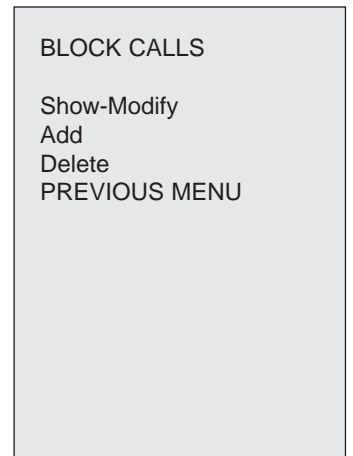 BLOCK CALLS
Show-Modify
Add
Delete
PREVIOUS MENU